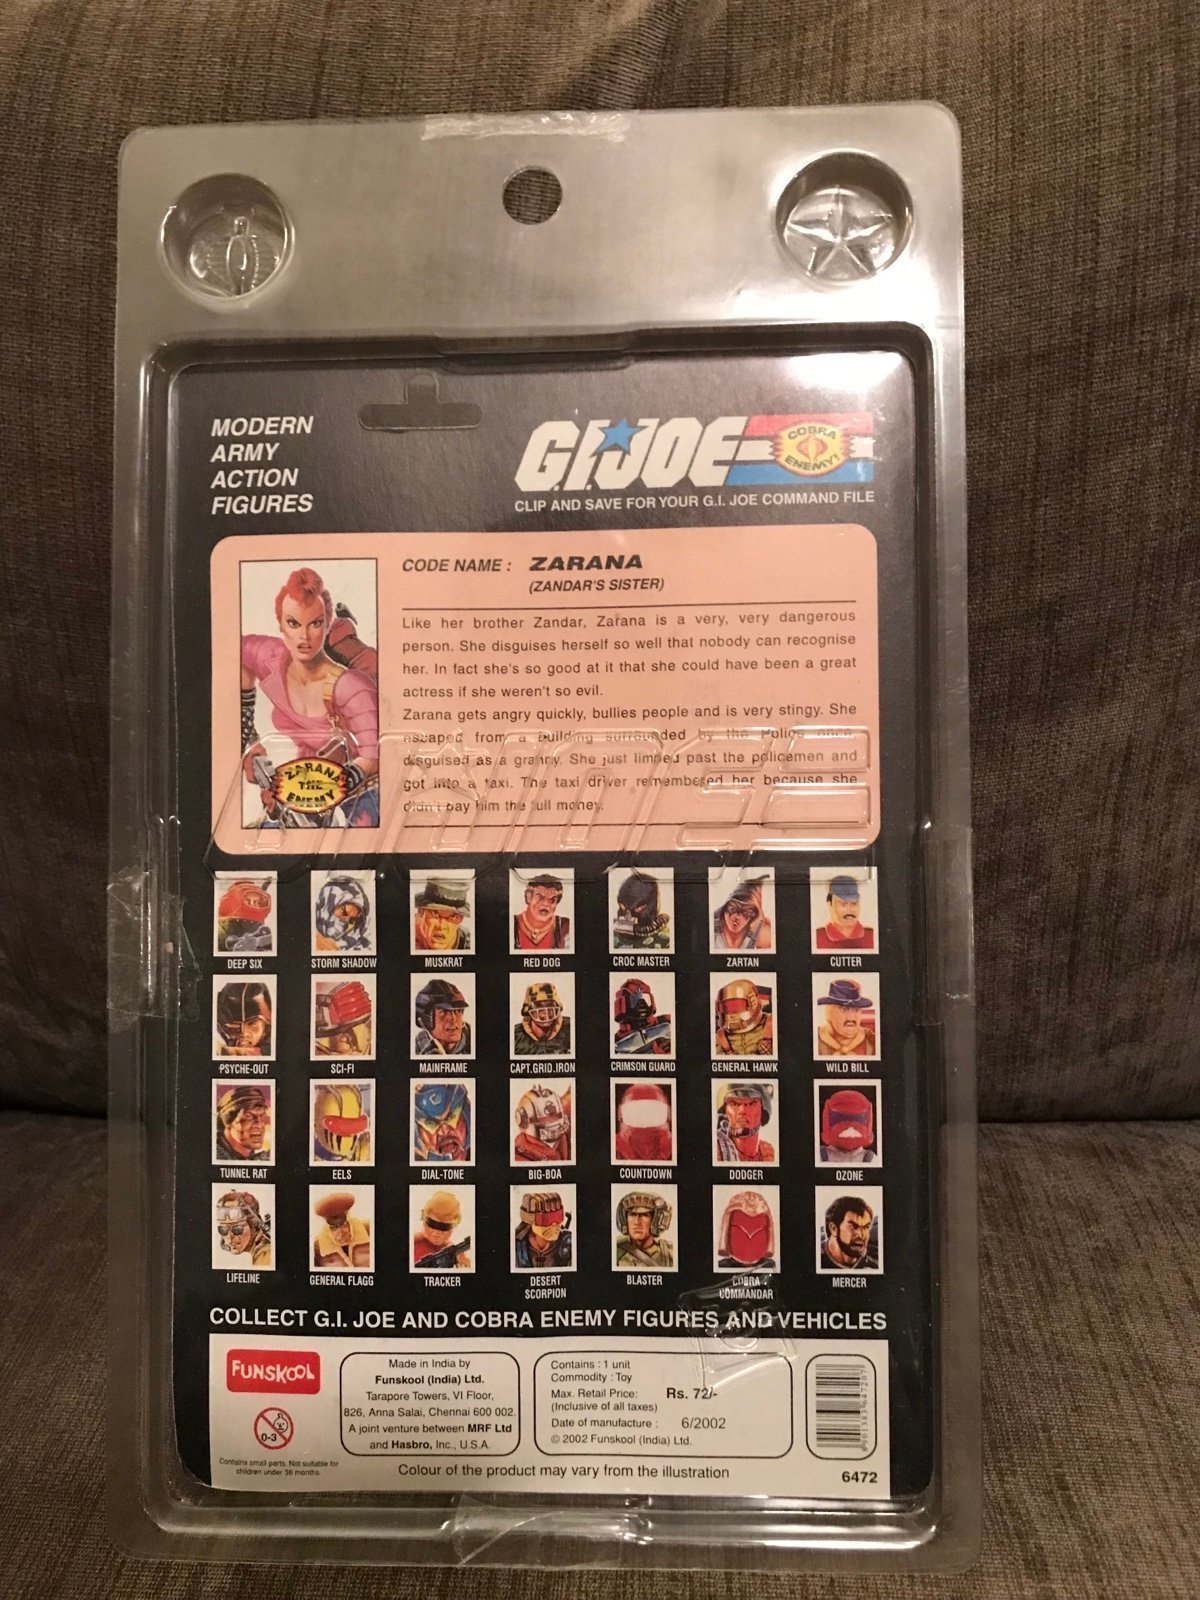 MODERN
ARMY
ACTION
FIGURES
G.I. JOE
COBRA
ENEMY!
CLIP AND SAVE FOR YOUR G.I. JOE COMMAND FILE
CODE NAME : ZARANA
(ZANDAR'S SISTER)
Like her brother Zandar, Zarana is a very, very dangerous
person. She disguises herself so well that nobody can recognise
her. In fact she's so good at it that she could have been a great
actress if she weren't so evil.
Zarana gets angry quickly, bullies people and is very stingy. She
escaped from a building surrounded by the Police
disguised as a granny. She just limped past the policemen and
got into a taxi. The taxi driver remembered her because she
didn't pay him the full money.
ZARANA
THE
ENEMY
DEEP SIX STORM SHADOW MUSKRAT RED DOG CROC MASTER ZARTAN CUTTER
PSYCHE-OUT SCI-FI MAINFRAME CAPT.GRID.IRON CRIMSON GUARD GENERAL HAWK WILD BILL
TUNNEL RAT EELS DIAL-TONE BIG-BOA COUNTDOWN DODGER OZONE
LIFELINE GENERAL FLAGG TRACKER DESERT SCORPION BLASTER COBRA COMMANDAR MERCER
COLLECT G.I. JOE AND COBRA ENEMY FIGURES AND VEHICLES
FUNSKOOL
0-3
Contains small parts. Not suitable for
children under 36 months.
Made in India by
Funskool (India) Ltd.
Tarapore Towers, VI Floor,
826, Anna Salai, Chennai 600 002.
A joint venture between MRF Ltd
and Hasbro, Inc., U.S.A.
Contains : 1 unit
Commodity : Toy
Max. Retail Price: Rs. 72/-
(Inclusive of all taxes)
Date of manufacture : 6/2002
© 2002 Funskool (India) Ltd.
Colour of the product may vary from the illustration
6472